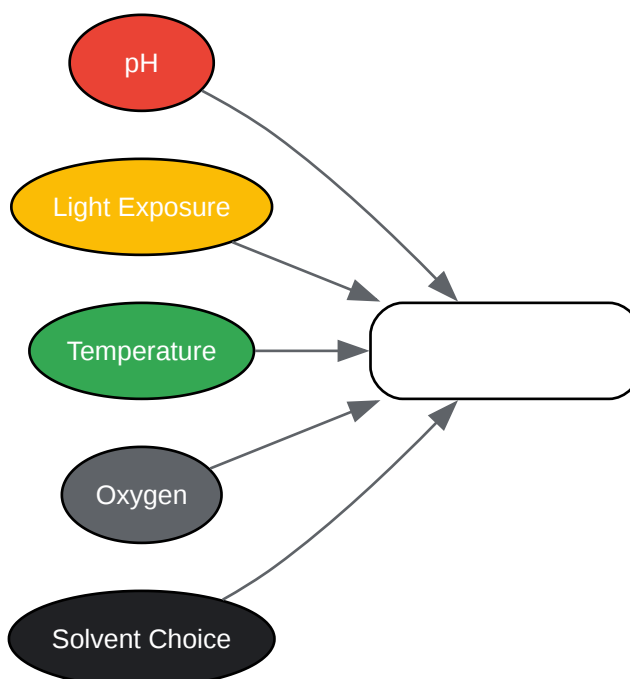 pH
Light Exposure
Temperature
Oxygen
Solvent Choice